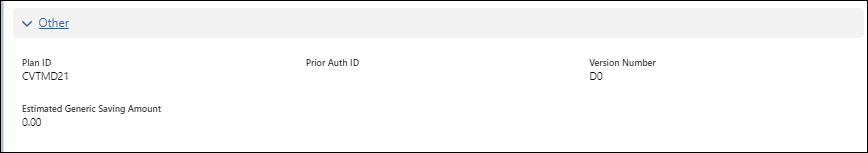 Other
Plan ID Prior Auth ID Version Number
CVTMD21 D0
Estimated Generic Saving Amount
0.00